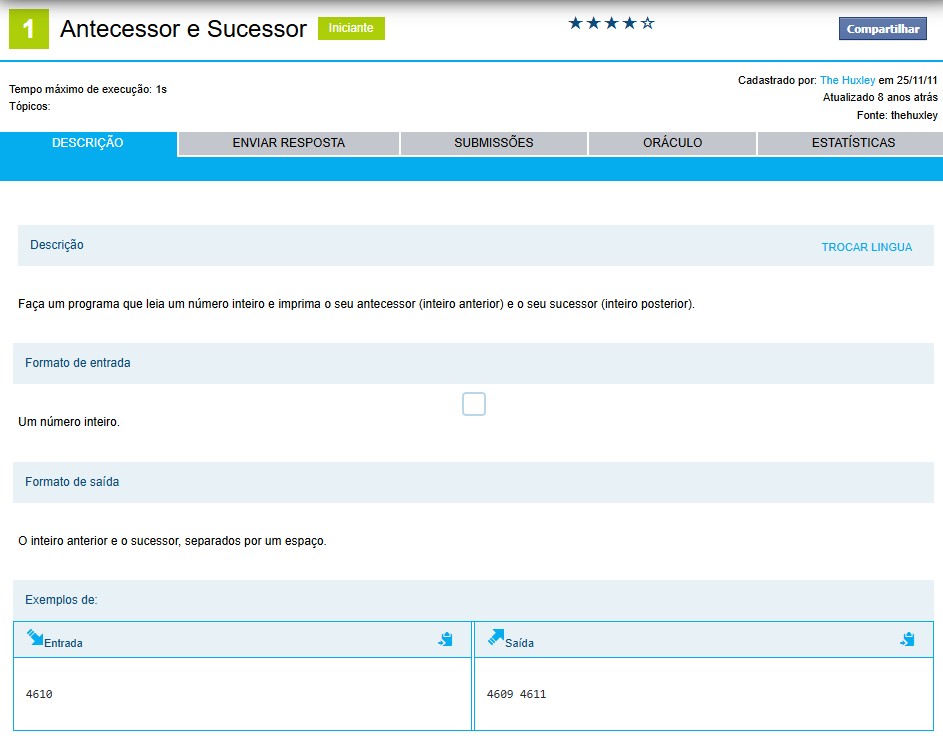 1 Antecessor e Sucessor Iniciante Compartilhar
Cadastrado por: The Huxley em 25/11/11
Tempo máximo de execução: 1s
Atualizado 8 anos atrás
Tópicos:
Fonte: thehuxley
DESCRIÇÃO ENVIAR RESPOSTA SUBMISSÕES ORÁCULO ESTATÍSTICAS
Descrição TROCAR LINGUA
Faça um programa que leia um número inteiro e imprima o seu antecessor (inteiro anterior) e o seu sucessor (inteiro posterior).
Formato de entrada
Um número inteiro.
Formato de saída
O inteiro anterior e o sucessor, separados por um espaço.
Exemplos de:
Entrada Saída
4610 4609 4611